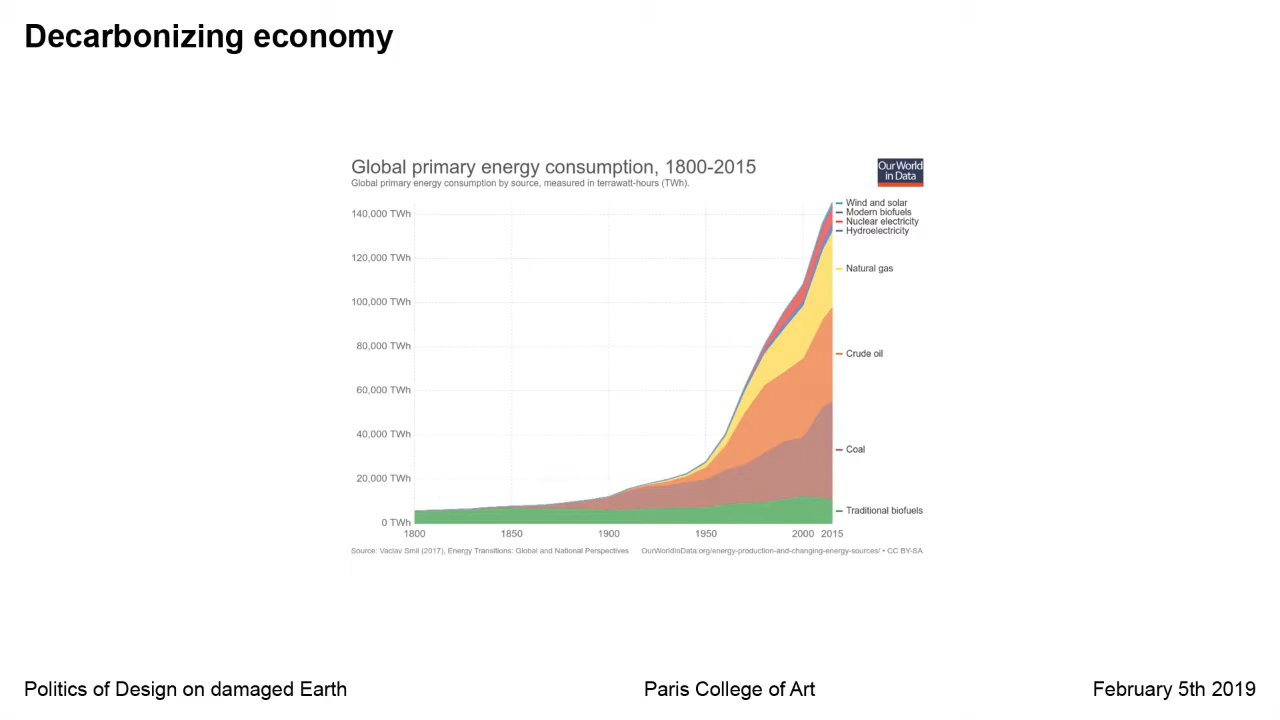 Decarbonizing economy
Global primary energy consumption, 1800-2015
Global primary energy consumption by source, measured in terrawatt-hours (TWh).
Our World
in Data
140,000 TWh
120,000 TWh
100,000 TWh
80,000 TWh
60,000 TWh
40,000 TWh
20,000 TWh
0 TWh
Wind and solar
Modern biofuels
Nuclear electricity
Hydroelectricity
Natural gas
Crude oil
Coal
Traditional biofuels
1800 1850 1900 1950 2000 2015
Source: Vaclav Smil (2017), Energy Transitions: Global and National Perspectives OurWorldInData.org/energy-production-and-changing-energy-sources/ • CC BY-SA
Politics of Design on damaged Earth Paris College of Art February 5th 2019